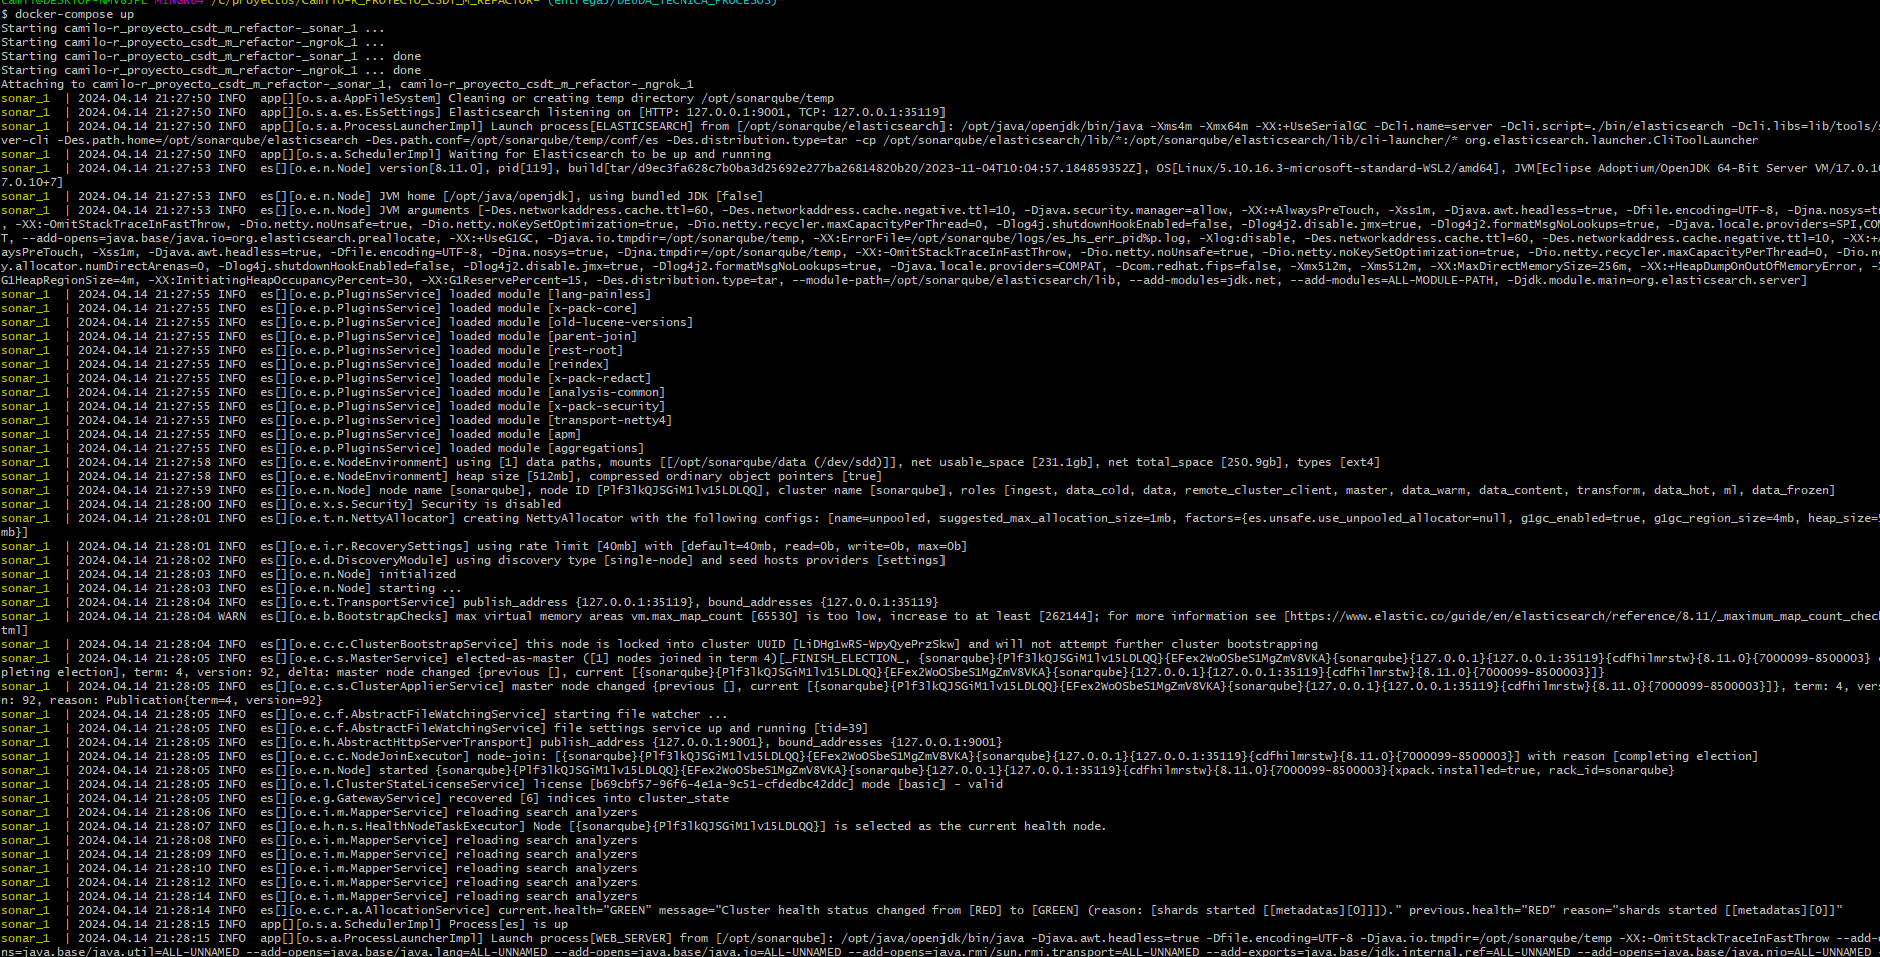 camil@DESKTOP-NMV85PL MINGW64 /c/proyectos/Camilo-R_PROYECTO_CSDT_M_REFACTOR- (entrega3/DEUDA_TECNICA_PROCESOS)
$ docker-compose up
Starting camilo-r_proyecto_csdt_m_refactor-_sonar_1 ...
Starting camilo-r_proyecto_csdt_m_refactor-_ngrok_1 ...
Starting camilo-r_proyecto_csdt_m_refactor-_sonar_1 ... done
Starting camilo-r_proyecto_csdt_m_refactor-_ngrok_1 ... done
Attaching to camilo-r_proyecto_csdt_m_refactor-_sonar_1, camilo-r_proyecto_csdt_m_refactor-_ngrok_1
sonar_1  | 2024.04.14 21:27:50 INFO  app[][o.s.a.AppFileSystem] Cleaning or creating temp directory /opt/sonarqube/temp
sonar_1  | 2024.04.14 21:27:50 INFO  app[][o.s.a.es.EsSettings] Elasticsearch listening on [HTTP: 127.0.0.1:9001, TCP: 127.0.0.1:35119]
sonar_1  | 2024.04.14 21:27:50 INFO  app[][o.s.a.ProcessLauncherImpl] Launch process[ELASTICSEARCH] from [/opt/sonarqube/elasticsearch]: /opt/java/openjdk/bin/java -Xms4m -Xmx64m -XX:+UseSerialGC -Dcli.name=server -Dcli.script=./bin/elasticsearch -Dcli.libs=lib/tools/
ver-cli -Des.path.home=/opt/sonarqube/elasticsearch -Des.path.conf=/opt/sonarqube/temp/conf/es -Des.distribution.type=tar -cp /opt/sonarqube/elasticsearch/lib/*:/opt/sonarqube/elasticsearch/lib/cli-launcher/* org.elasticsearch.launcher.CliToolLauncher
sonar_1  | 2024.04.14 21:27:50 INFO  app[][o.s.a.SchedulerImpl] Waiting for Elasticsearch to be up and running
sonar_1  | 2024.04.14 21:27:53 INFO  es[][o.e.n.Node] version[8.11.0], pid[119], build[tar/d9ec3fa628c7b0ba3d25692e277ba26814820b20/2023-11-04T10:04:57.184859352Z], OS[Linux/5.10.16.3-microsoft-standard-WSL2/amd64], JVM[Eclipse Adoptium/OpenJDK 64-Bit Server VM/17.0.10
7.0.10+7]
sonar_1  | 2024.04.14 21:27:53 INFO  es[][o.e.n.Node] JVM home [/opt/java/openjdk], using bundled JDK [false]
sonar_1  | 2024.04.14 21:27:53 INFO  es[][o.e.n.Node] JVM arguments [-Des.networkaddress.cache.ttl=60, -Des.networkaddress.cache.negative.ttl=10, -Djava.security.manager=allow, -XX:+AlwaysPreTouch, -Xss1m, -Djava.awt.headless=true, -Dfile.encoding=UTF-8, -Djna.nosys=t
, -XX:-OmitStackTraceInFastThrow, -Dio.netty.noUnsafe=true, -Dio.netty.noKeySetOptimization=true, -Dio.netty.recycler.maxCapacityPerThread=0, -Dlog4j.shutdownHookEnabled=false, -Dlog4j2.disable.jmx=true, -Dlog4j2.formatMsgNoLookups=true, -Djava.locale.providers=SPI,COM
T, --add-opens=java.base/java.io=org.elasticsearch.preallocate, -XX:+UseG1GC, -Djava.io.tmpdir=/opt/sonarqube/temp, -XX:ErrorFile=/opt/sonarqube/logs/es_hs_err_pid%p.log, -Xlog:disable, -Des.networkaddress.cache.ttl=60, -Des.networkaddress.cache.negative.ttl=10, -XX:+A
aysPreTouch, -Xss1m, -Djava.awt.headless=true, -Dfile.encoding=UTF-8, -Djna.nosys=true, -Djna.tmpdir=/opt/sonarqube/temp, -XX:-OmitStackTraceInFastThrow, -Dio.netty.noUnsafe=true, -Dio.netty.noKeySetOptimization=true, -Dio.netty.recycler.maxCapacityPerThread=0, -Dio.ne
y.allocator.numDirectArenas=0, -Dlog4j.shutdownHookEnabled=false, -Dlog4j2.disable.jmx=true, -Dlog4j2.formatMsgNoLookups=true, -Djava.locale.providers=COMPAT, -Dcom.redhat.fips=false, -Xmx512m, -Xms512m, -XX:MaxDirectMemorySize=256m, -XX:+HeapDumpOnOutOfMemoryError, -X
G1HeapRegionSize=4m, -XX:InitiatingHeapOccupancyPercent=30, -XX:G1ReservePercent=15, -Des.distribution.type=tar, --module-path=/opt/sonarqube/elasticsearch/lib, --add-modules=jdk.net, --add-modules=ALL-MODULE-PATH, -Djdk.module.main=org.elasticsearch.server]
sonar_1  | 2024.04.14 21:27:55 INFO  es[][o.e.p.PluginsService] loaded module [lang-painless]
sonar_1  | 2024.04.14 21:27:55 INFO  es[][o.e.p.PluginsService] loaded module [x-pack-core]
sonar_1  | 2024.04.14 21:27:55 INFO  es[][o.e.p.PluginsService] loaded module [old-lucene-versions]
sonar_1  | 2024.04.14 21:27:55 INFO  es[][o.e.p.PluginsService] loaded module [parent-join]
sonar_1  | 2024.04.14 21:27:55 INFO  es[][o.e.p.PluginsService] loaded module [rest-root]
sonar_1  | 2024.04.14 21:27:55 INFO  es[][o.e.p.PluginsService] loaded module [reindex]
sonar_1  | 2024.04.14 21:27:55 INFO  es[][o.e.p.PluginsService] loaded module [x-pack-redact]
sonar_1  | 2024.04.14 21:27:55 INFO  es[][o.e.p.PluginsService] loaded module [analysis-common]
sonar_1  | 2024.04.14 21:27:55 INFO  es[][o.e.p.PluginsService] loaded module [x-pack-security]
sonar_1  | 2024.04.14 21:27:55 INFO  es[][o.e.p.PluginsService] loaded module [transport-netty4]
sonar_1  | 2024.04.14 21:27:55 INFO  es[][o.e.p.PluginsService] loaded module [apm]
sonar_1  | 2024.04.14 21:27:55 INFO  es[][o.e.p.PluginsService] loaded module [aggregations]
sonar_1  | 2024.04.14 21:27:58 INFO  es[][o.e.e.NodeEnvironment] using [1] data paths, mounts [[/opt/sonarqube/data (/dev/sdd)]], net usable_space [231.1gb], net total_space [250.9gb], types [ext4]
sonar_1  | 2024.04.14 21:27:58 INFO  es[][o.e.e.NodeEnvironment] heap size [512mb], compressed ordinary object pointers [true]
sonar_1  | 2024.04.14 21:27:59 INFO  es[][o.e.n.Node] node name [sonarqube], node ID [Plf3lkQJSGiM1lv15LDLQQ], cluster name [sonarqube], roles [ingest, data_cold, data, remote_cluster_client, master, data_warm, data_content, transform, data_hot, ml, data_frozen]
sonar_1  | 2024.04.14 21:28:00 INFO  es[][o.e.x.s.Security] Security is disabled
sonar_1  | 2024.04.14 21:28:01 INFO  es[][o.e.t.n.NettyAllocator] creating NettyAllocator with the following configs: [name=unpooled, suggested_max_allocation_size=1mb, factors={es.unsafe.use_unpooled_allocator=null, g1gc_enabled=true, g1gc_region_size=4mb, heap_size=5
mb}]
sonar_1  | 2024.04.14 21:28:01 INFO  es[][o.e.i.r.RecoverySettings] using rate limit [40mb] with [default=40mb, read=0b, write=0b, max=0b]
sonar_1  | 2024.04.14 21:28:02 INFO  es[][o.e.d.DiscoveryModule] using discovery type [single-node] and seed hosts providers [settings]
sonar_1  | 2024.04.14 21:28:03 INFO  es[][o.e.n.Node] initialized
sonar_1  | 2024.04.14 21:28:03 INFO  es[][o.e.n.Node] starting ...
sonar_1  | 2024.04.14 21:28:04 INFO  es[][o.e.t.TransportService] publish_address {127.0.0.1:35119}, bound_addresses {127.0.0.1:35119}
sonar_1  | 2024.04.14 21:28:04 WARN  es[][o.e.b.BootstrapChecks] max virtual memory areas vm.max_map_count [65530] is too low, increase to at least [262144]; for more information see [https://www.elastic.co/guide/en/elasticsearch/reference/8.11/_maximum_map_count_chec
tml]
sonar_1  | 2024.04.14 21:28:04 INFO  es[][o.e.c.c.ClusterBootstrapService] this node is locked into cluster UUID [LiDHg1wRS-WpyQyePrzSkw] and will not attempt further cluster bootstrapping
sonar_1  | 2024.04.14 21:28:05 INFO  es[][o.e.c.s.MasterService] elected-as-master ([1] nodes joined in term 4)[_FINISH_ELECTION_, {sonarqube}{Plf3lkQJSGiM1lv15LDLQQ}{EFex2WoOSbeS1MgZmV8VKA}{sonarqube}{127.0.0.1}{127.0.0.1:35119}{cdfhilmrstw}{8.11.0}{7000099-8500003} c
pleting election], term: 4, version: 92, delta: master node changed {previous [], current [{sonarqube}{Plf3lkQJSGiM1lv15LDLQQ}{EFex2WoOSbeS1MgZmV8VKA}{sonarqube}{127.0.0.1}{127.0.0.1:35119}{cdfhilmrstw}{8.11.0}{7000099-8500003}]}
sonar_1  | 2024.04.14 21:28:05 INFO  es[][o.e.c.s.ClusterApplierService] master node changed {previous [], current [{sonarqube}{Plf3lkQJSGiM1lv15LDLQQ}{EFex2WoOSbeS1MgZmV8VKA}{sonarqube}{127.0.0.1}{127.0.0.1:35119}{cdfhilmrstw}{8.11.0}{7000099-8500003}]}, term: 4, vers
n: 92, reason: Publication{term=4, version=92}
sonar_1  | 2024.04.14 21:28:05 INFO  es[][o.e.c.f.AbstractFileWatchingService] starting file watcher ...
sonar_1  | 2024.04.14 21:28:05 INFO  es[][o.e.c.f.AbstractFileWatchingService] file settings service up and running [tid=39]
sonar_1  | 2024.04.14 21:28:05 INFO  es[][o.e.h.AbstractHttpServerTransport] publish_address {127.0.0.1:9001}, bound_addresses {127.0.0.1:9001}
sonar_1  | 2024.04.14 21:28:05 INFO  es[][o.e.c.c.NodeJoinExecutor] node-join: [{sonarqube}{Plf3lkQJSGiM1lv15LDLQQ}{EFex2WoOSbeS1MgZmV8VKA}{sonarqube}{127.0.0.1}{127.0.0.1:35119}{cdfhilmrstw}{8.11.0}{7000099-8500003}] with reason [completing election]
sonar_1  | 2024.04.14 21:28:05 INFO  es[][o.e.n.Node] started {sonarqube}{Plf3lkQJSGiM1lv15LDLQQ}{EFex2WoOSbeS1MgZmV8VKA}{sonarqube}{127.0.0.1}{127.0.0.1:35119}{cdfhilmrstw}{8.11.0}{7000099-8500003}{xpack.installed=true, rack_id=sonarqube}
sonar_1  | 2024.04.14 21:28:05 INFO  es[][o.e.l.ClusterStateLicenseService] license [b69cbf57-96f6-4e1a-9c51-cfdedbc42ddc] mode [basic] - valid
sonar_1  | 2024.04.14 21:28:05 INFO  es[][o.e.g.GatewayService] recovered [6] indices into cluster_state
sonar_1  | 2024.04.14 21:28:06 INFO  es[][o.e.i.m.MapperService] reloading search analyzers
sonar_1  | 2024.04.14 21:28:07 INFO  es[][o.e.h.n.s.HealthNodeTaskExecutor] Node [{sonarqube}{Plf3lkQJSGiM1lv15LDLQQ}] is selected as the current health node.
sonar_1  | 2024.04.14 21:28:08 INFO  es[][o.e.i.m.MapperService] reloading search analyzers
sonar_1  | 2024.04.14 21:28:09 INFO  es[][o.e.i.m.MapperService] reloading search analyzers
sonar_1  | 2024.04.14 21:28:10 INFO  es[][o.e.i.m.MapperService] reloading search analyzers
sonar_1  | 2024.04.14 21:28:12 INFO  es[][o.e.i.m.MapperService] reloading search analyzers
sonar_1  | 2024.04.14 21:28:14 INFO  es[][o.e.i.m.MapperService] reloading search analyzers
sonar_1  | 2024.04.14 21:28:14 INFO  es[][o.e.c.r.a.AllocationService] current.health="GREEN" message="Cluster health status changed from [RED] to [GREEN] (reason: [shards started [[metadatas][0]]])." previous.health="RED" reason="shards started [[metadatas][0]]"
sonar_1  | 2024.04.14 21:28:15 INFO  app[][o.s.a.SchedulerImpl] Process[es] is up
sonar_1  | 2024.04.14 21:28:15 INFO  app[][o.s.a.ProcessLauncherImpl] Launch process[WEB_SERVER] from [/opt/sonarqube]: /opt/java/openjdk/bin/java -Djava.awt.headless=true -Dfile.encoding=UTF-8 -Djava.io.tmpdir=/opt/sonarqube/temp -XX:-OmitStackTraceInFastThrow --add-o
ns=java.base/java.util=ALL-UNNAMED --add-opens=java.base/java.lang=ALL-UNNAMED --add-opens=java.base/java.io=ALL-UNNAMED --add-opens=java.rmi/sun.rmi.transport=ALL-UNNAMED --add-exports=java.base/jdk.internal.ref=ALL-UNNAMED --add-opens=java.base/java.nio=ALL-UNNAMED